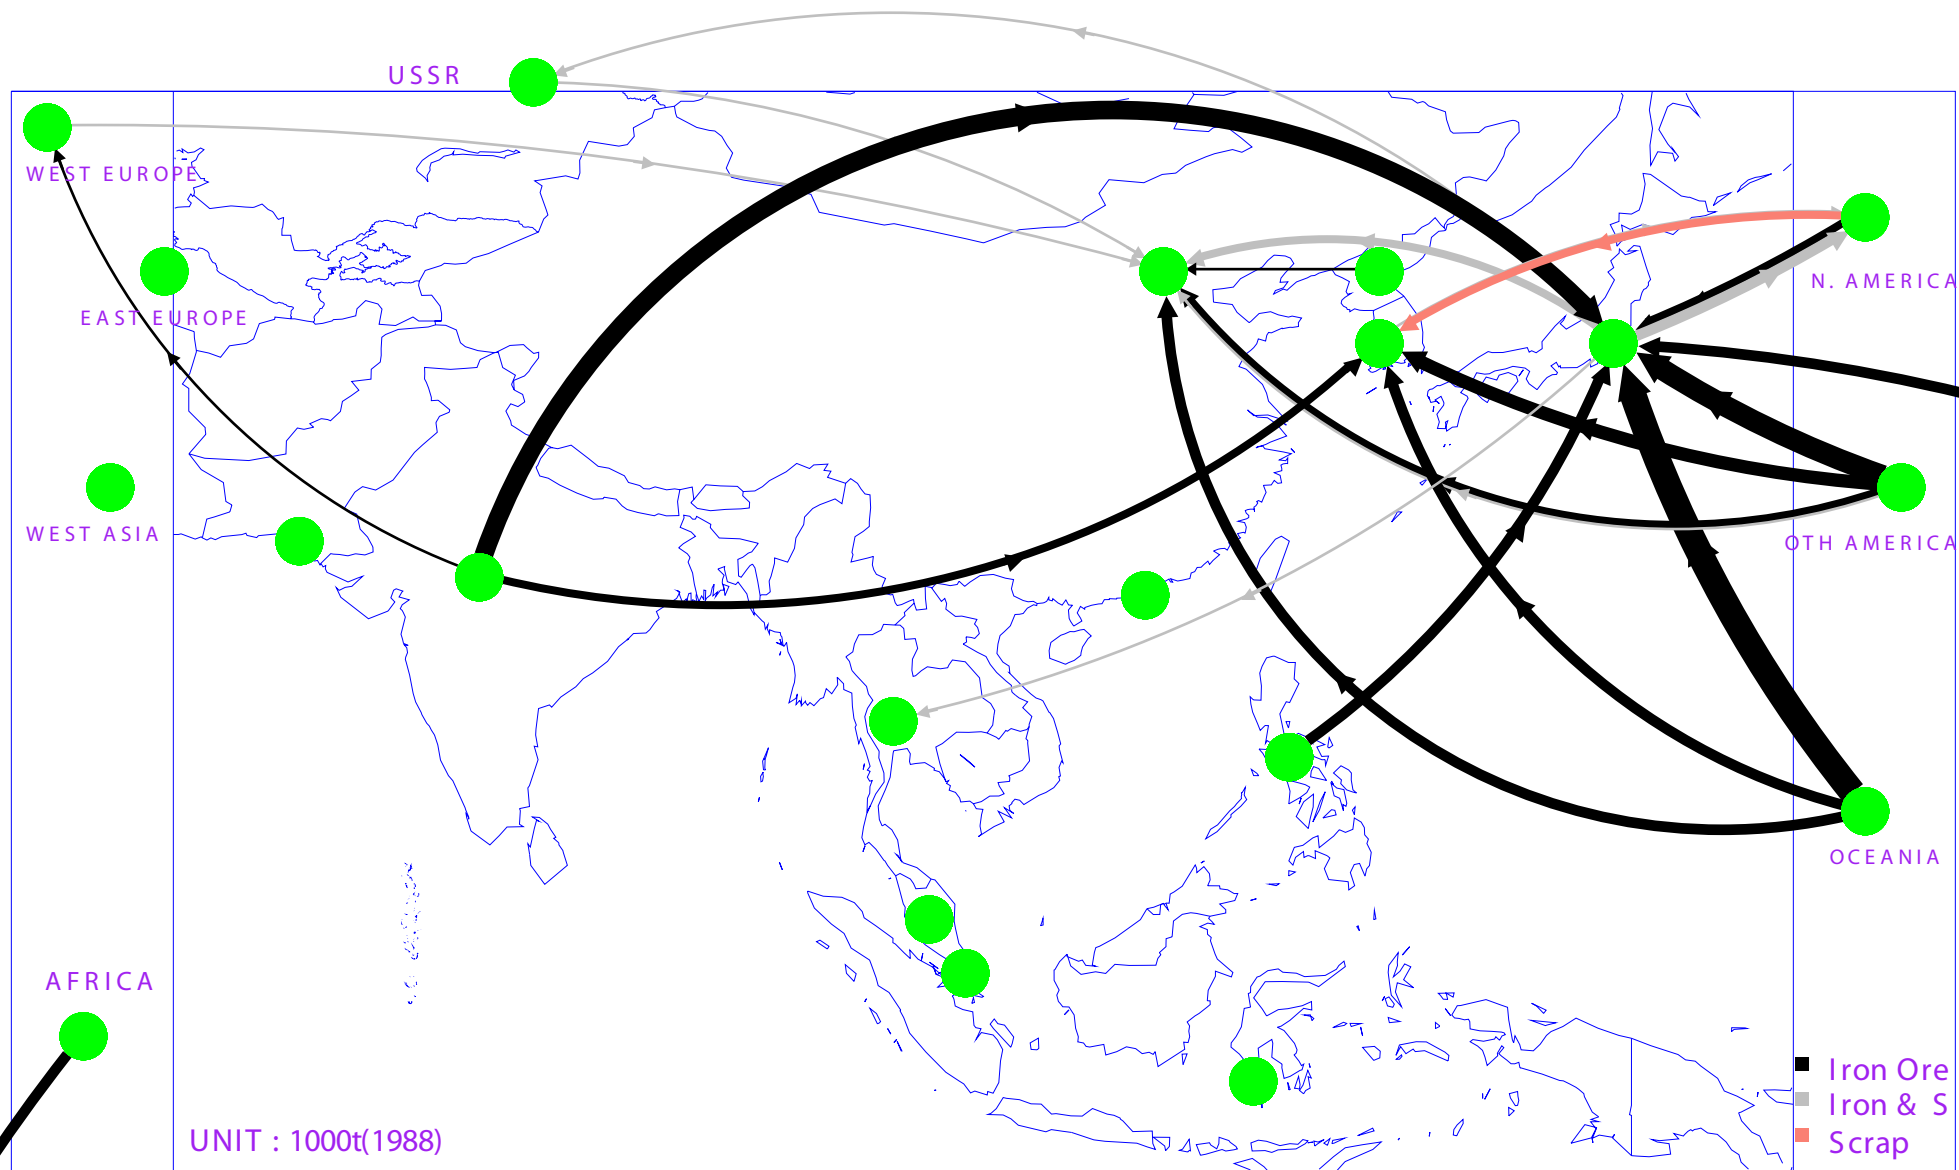 USSR
WEST EUROPE
N. AMERICA
EAST EUROPE
WEST ASIA
OTH AMERICA
OCEANIA
AFRICA
Iron Ore
Iron & S
Scrap
UNIT : 1000t(1988)